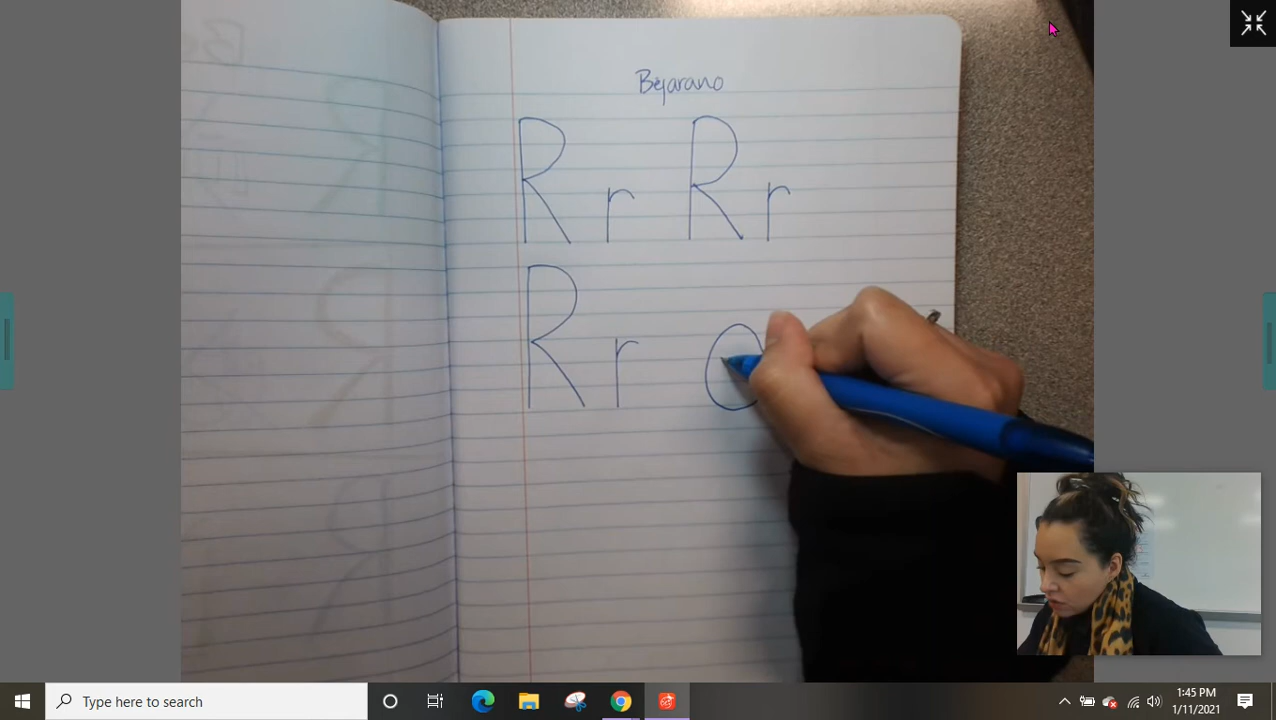 Bejarano
Rr Rr
Rr
Type here to search
1:45 PM
1/11/2021